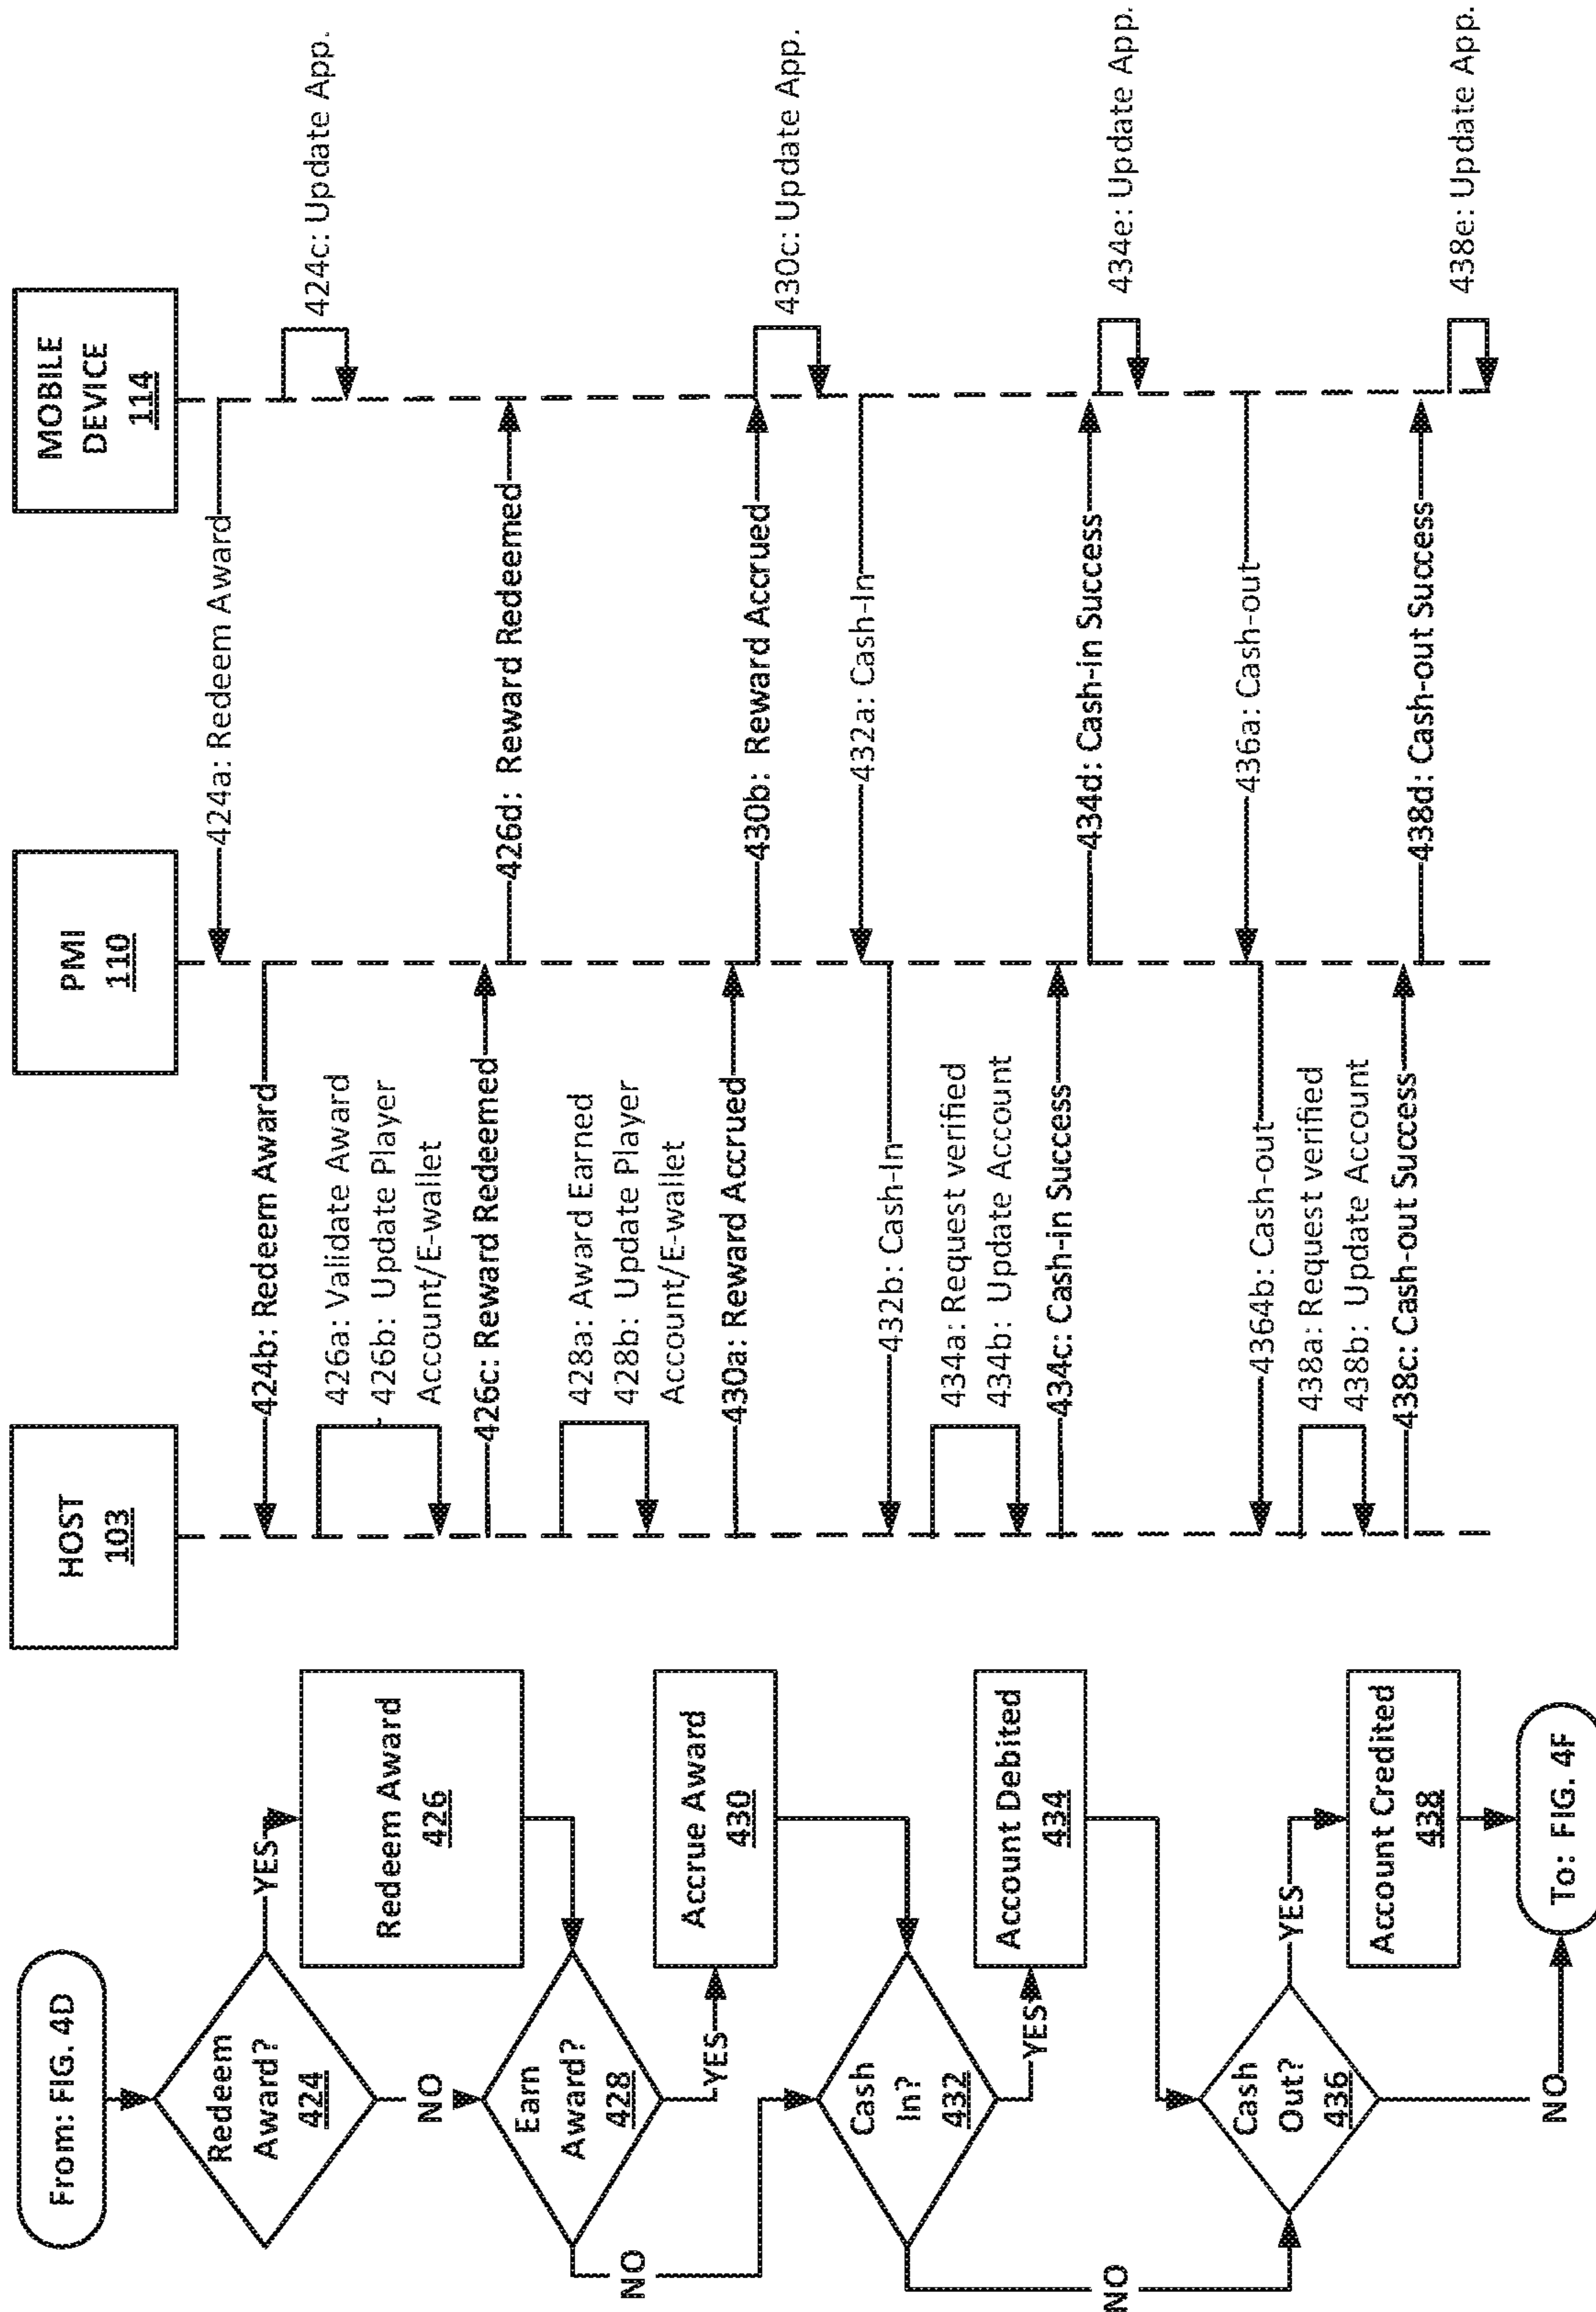 From: FIG. 4D
Redeem
Award?
424
YES
NO
Redeem Award
426
Earn
Award?
428
YES
NO
Accrue Award
430
Cash
In?
432
YES
NO
Account Debited
434
Cash
Out?
436
YES
NO
Account Credited
438
To: FIG. 4F
HOST
103
PMI
110
MOBILE
DEVICE
114
424a: Redeem Award
424b: Redeem Award
424c: Update App.
426a: Validate Award
426b: Update Player
Account/E-wallet
426c: Reward Redeemed
426d: Reward Redeemed
428a: Award Earned
428b: Update Player
Account/E-wallet
430a: Reward Accrued
430b: Reward Accrued
430c: Update App.
432a: Cash-In
432b: Cash-In
434a: Request verified
434b: Update Account
434c: Cash-in Success
434d: Cash-in Success
434e: Update App.
436a: Cash-out
4364b: Cash-out
438a: Request verified
438b: Update Account
438c: Cash-out Success
438d: Cash-out Success
438e: Update App.